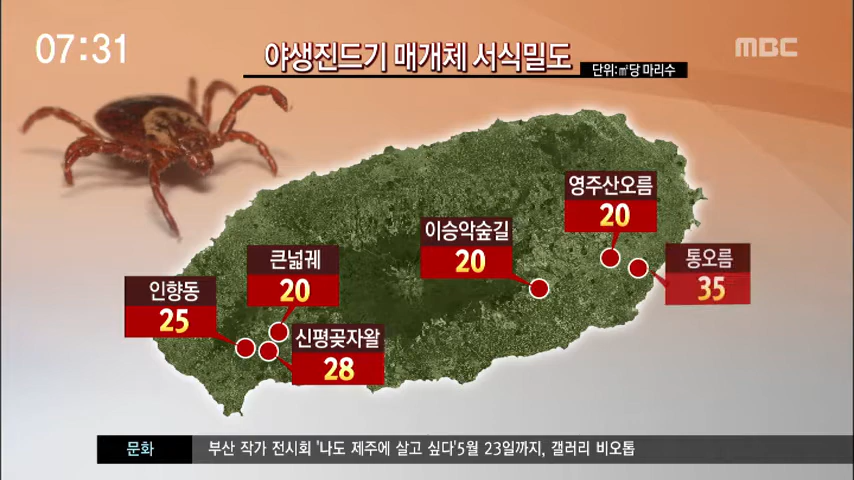 07:31
야생진드기 매개체 서식밀도
단위:㎡당 마리수
MBC
영주산오름
20
이승악숲길
20
통오름
35
큰넓궤
20
인향동
25
신평곶자왈
28
문화
부산 작가 전시회 '나도 제주에 살고 싶다'5월 23일까지, 갤러리 비오톱